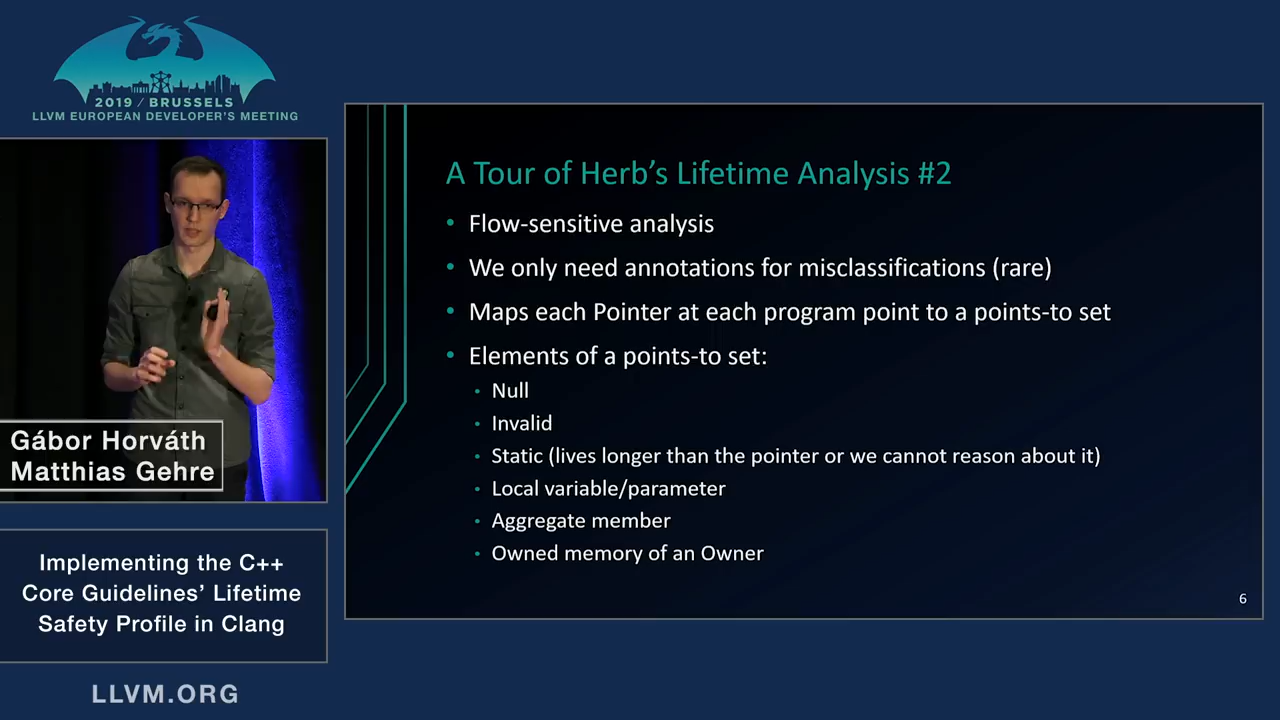 2019 / BRUSSELS
LLVM EUROPEAN DEVELOPER'S MEETING
Gábor Horváth
Matthias Gehre
Implementing the C++
Core Guidelines' Lifetime
Safety Profile in Clang
LLVM.ORG
A Tour of Herb's Lifetime Analysis #2
• Flow-sensitive analysis
• We only need annotations for misclassifications (rare)
• Maps each Pointer at each program point to a points-to set
• Elements of a points-to set:
• Null
• Invalid
• Static (lives longer than the pointer or we cannot reason about it)
• Local variable/parameter
• Aggregate member
• Owned memory of an Owner
6